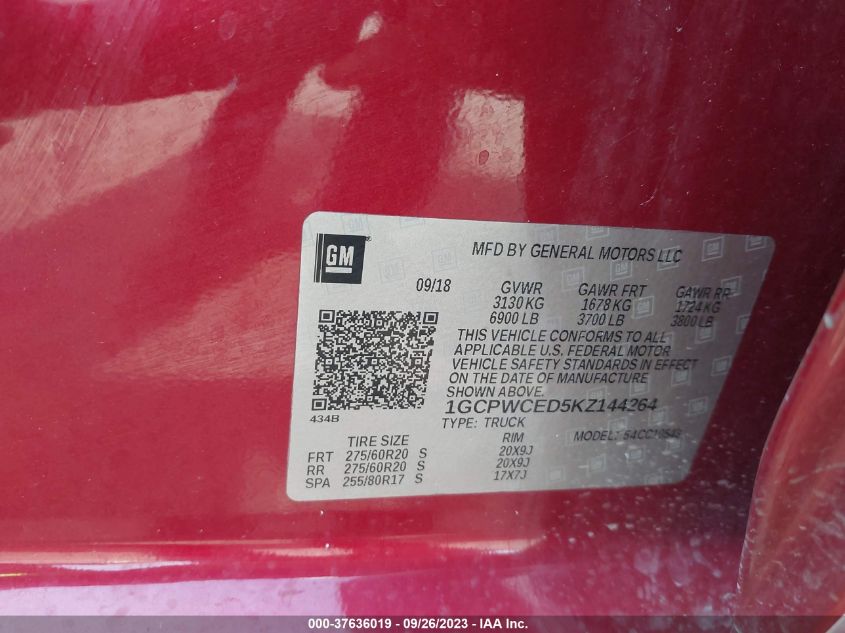 GM ®
MFD BY GENERAL MOTORS LLC
09/18 GVWR GAWR FRT GAWR RR
3130 KG 1678 KG 1724 KG
6900 LB 3700 LB 3800 LB
THIS VEHICLE CONFORMS TO ALL
APPLICABLE U.S. FEDERAL MOTOR
VEHICLE SAFETY STANDARDS IN EFFECT
ON THE DATE OF MANUFACTURE
1GCPWCED5KZ144264
434B
TYPE: TRUCK MODEL:
TIRE SIZE RIM
FRT 275/60R20 S 20X9J
RR 275/60R20 S 20X9J
SPA 255/80R17 S 17X7J
000-37636019 - 09/26/2023 - © IAA Inc.